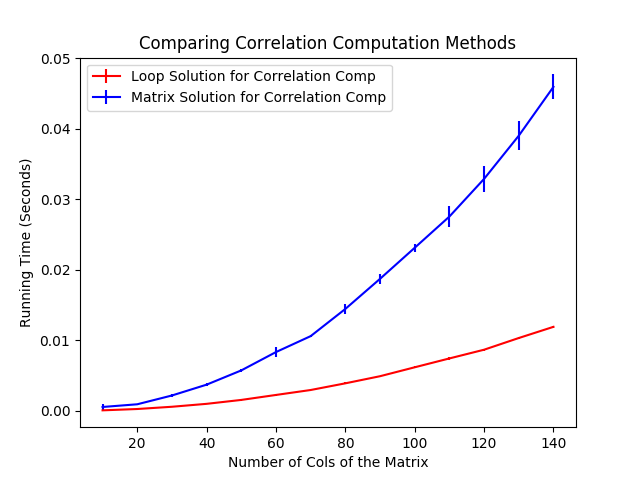 Comparing Correlation Computation Methods
Loop Solution for Correlation Comp
Matrix Solution for Correlation Comp
0.05
0.04
0.03
0.02
0.01
0.00
Running Time (Seconds)
20 40 60 80 100 120 140
Number of Cols of the Matrix